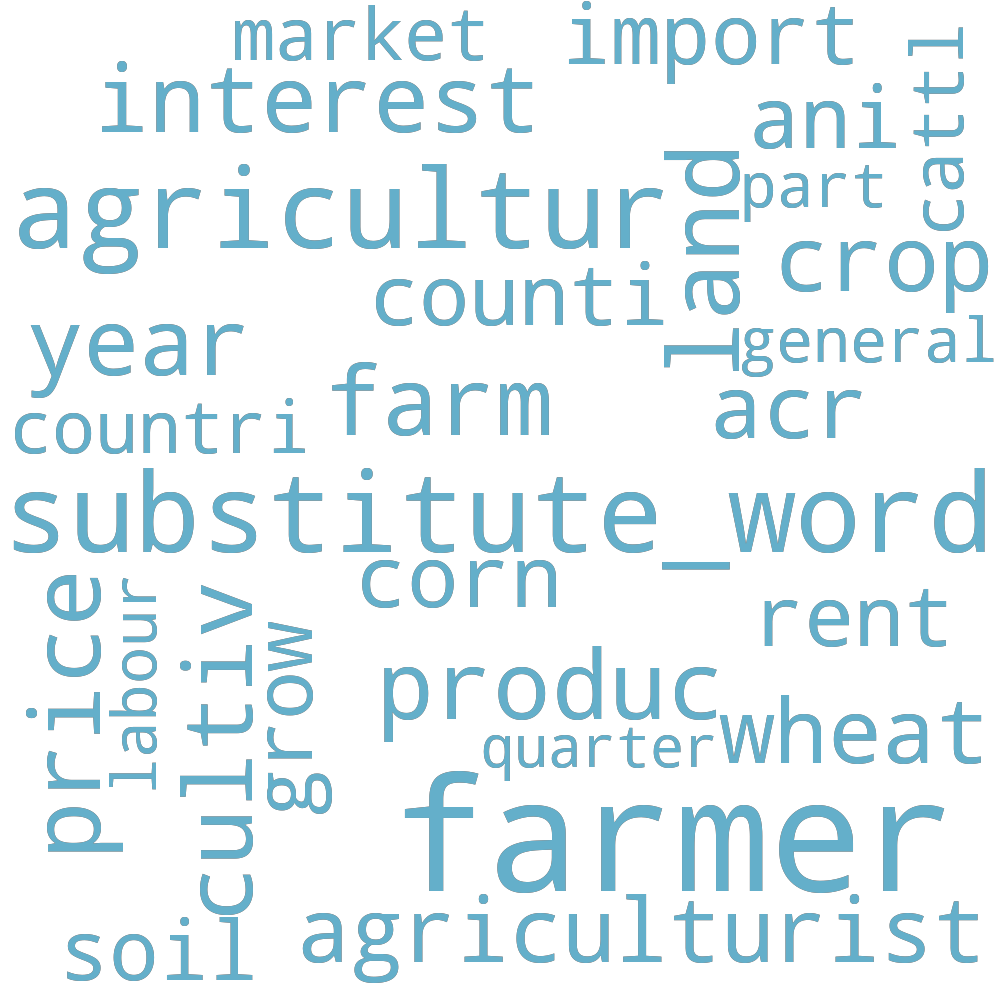 market
import
cattl
interest
ani
agricultur
land
part
crop
counti
year
general
farm
acr
countri
substitute_word
corn
price
labour
cultiv
grow
rent
produc
wheat
quarter
farmer
soil
agriculturist